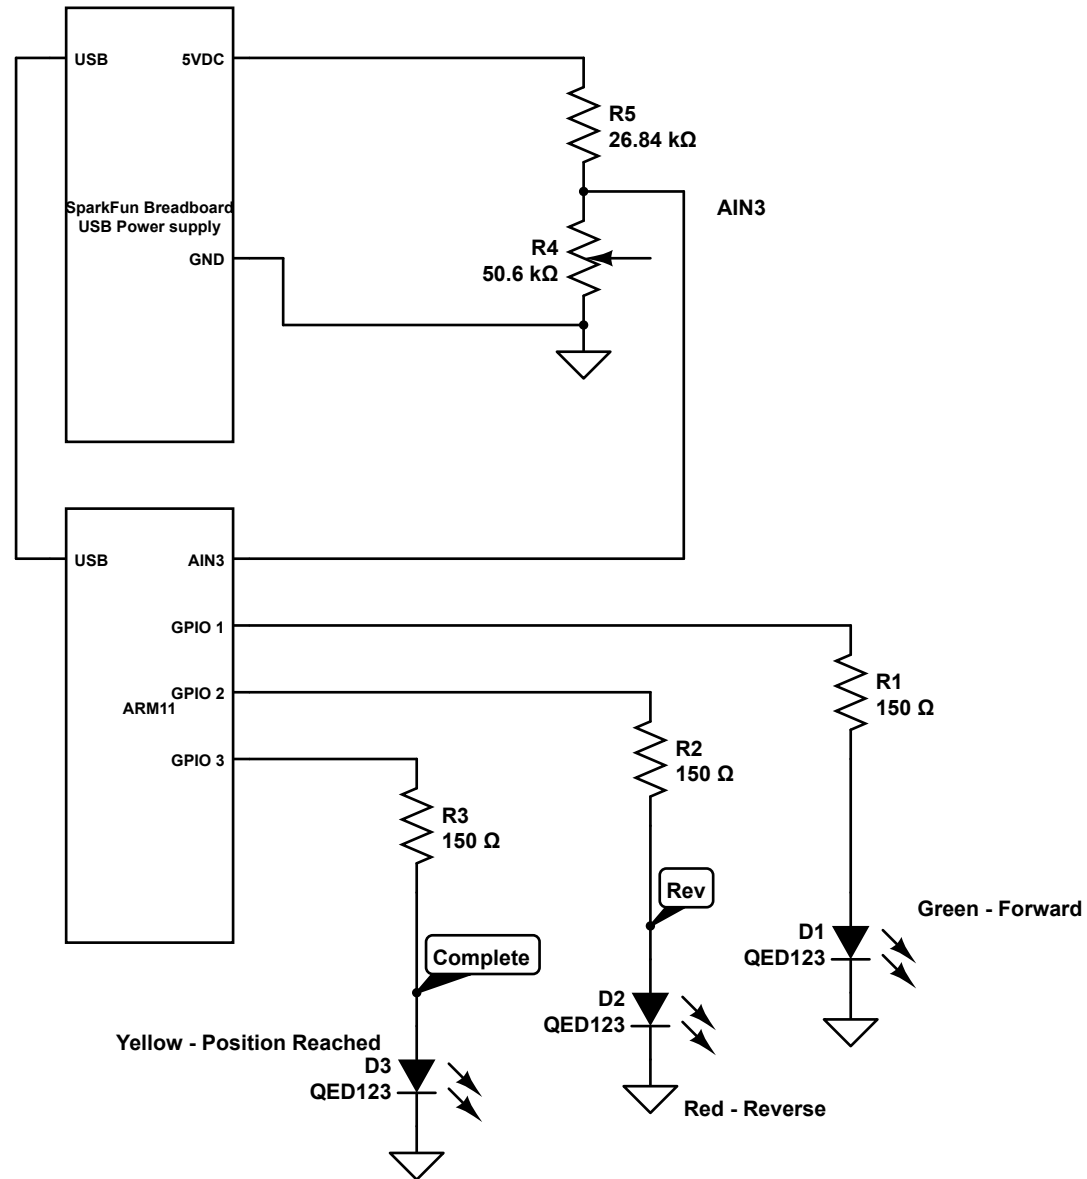 USB
5VDC
R5
26.84 kΩ
SparkFun Breadboard
USB Power supply
AIN3
R4
50.6 kΩ
GND
USB
AIN3
GPIO 1
R1
150 Ω
GPIO 2
ARM11
R2
150 Ω
GPIO 3
R3
150 Ω
Rev
Green - Forward
D1
QED123
Complete
D2
QED123
Yellow - Position Reached
D3
QED123
Red - Reverse